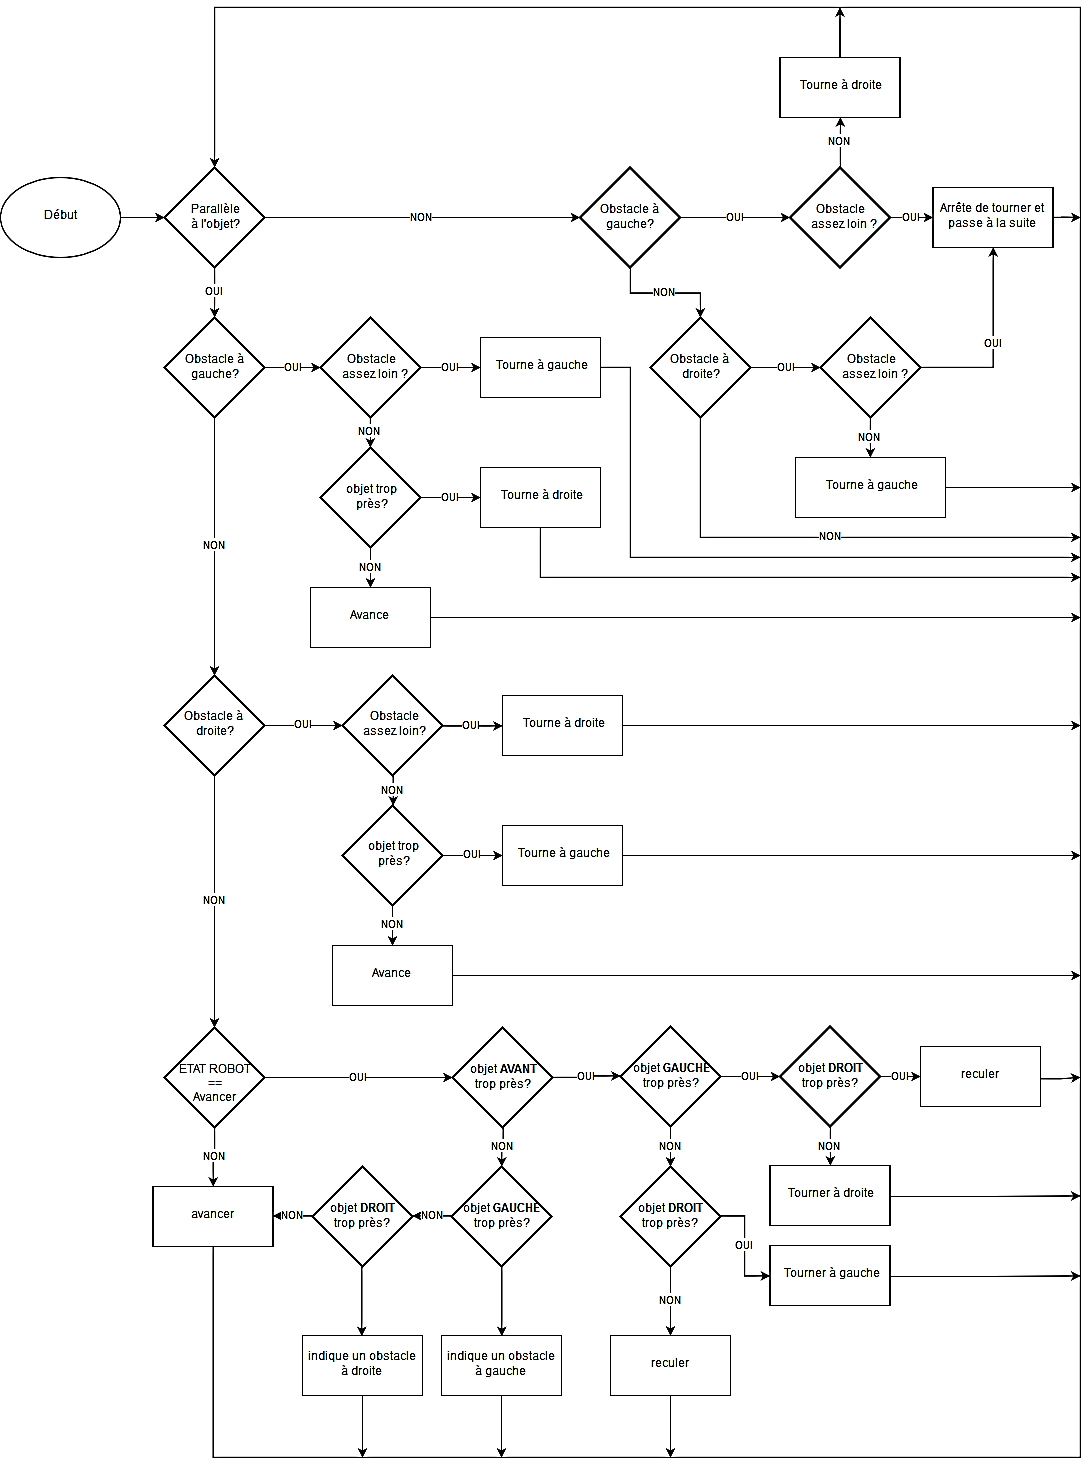 Tourne à droite
NON
Début
Parallèle
à l'objet?
NON
Obstacle à
gauche?
OUI
Obstacle
assez loin ?
OUI
Arrête de tourner et
passe à la suite
OUI
NON
Obstacle à
gauche?
OUI
Obstacle
assez loin ?
OUI
Tourne à gauche
Obstacle à
droite?
OUI
Obstacle
assez loin ?
OUI
NON
NON
objet trop
près?
OUI
Tourne à droite
Tourne à gauche
NON
NON
NON
Avance
Obstacle à
droite?
OUI
Obstacle
assez loin?
OUI
Tourne à droite
NON
objet trop
près?
OUI
Tourne à gauche
NON
NON
Avance
ETAT ROBOT
==
Avancer
OUI
objet AVANT
trop près?
OUI
objet GAUCHE
trop près?
OUI
objet DROIT
trop près?
OUI
reculer
NON
NON
NON
NON
avancer
NON
objet DROIT
trop près?
NON
objet GAUCHE
trop près?
objet DROIT
trop près?
OUI
Tourner à droite
Tourner à gauche
NON
indique un obstacle
à droite
indique un obstacle
à gauche
reculer